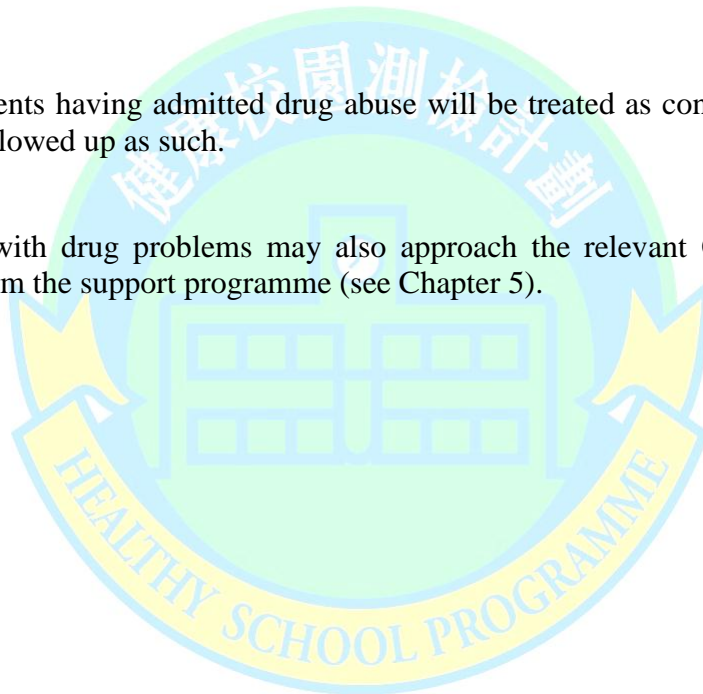 健康校園測檢計劃
ents having admitted drug abuse will be treated as con
lowed up as such.
with drug problems may also approach the relevant
m the support programme (see Chapter 5).
HEALTHY SCHOOL PROGRAMME